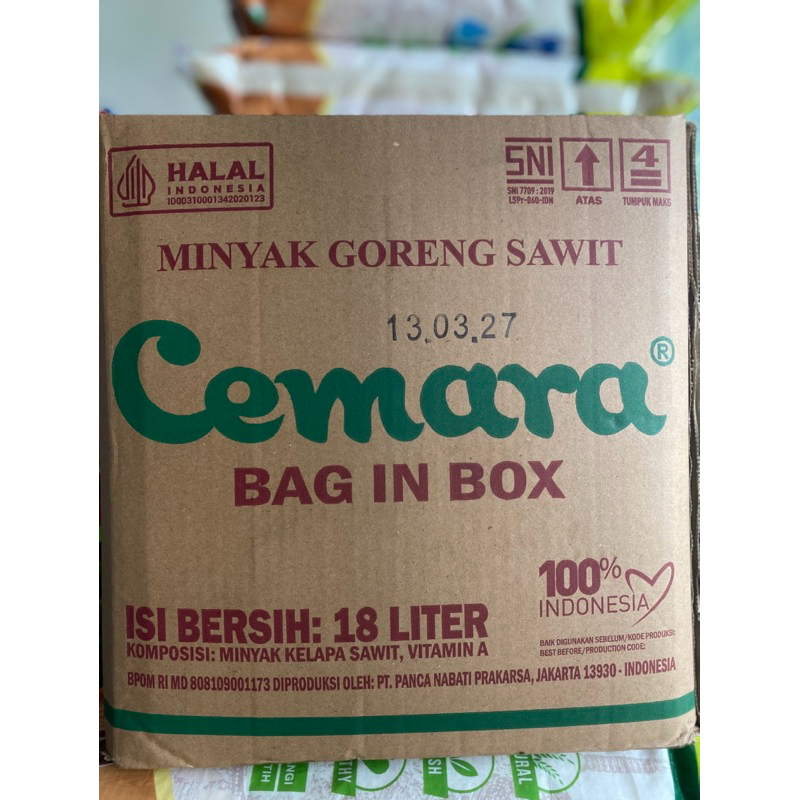 HALAL
INDONESIA
ID00310001342020123
SNI
SNI 7709 : 2019
LSPr-060-IDN
ATAS
4
TUMPUK MAKS
MINYAK GORENG SAWIT
13.03.27
Cemara®
BAG IN BOX
100%
INDONESIA
ISI BERSIH: 18 LITER
KOMPOSISI: MINYAK KELAPA SAWIT, VITAMIN A
BAIK DIGUNAKAN SEBELUM/KODE PRODUKSI:
BEST BEFORE/PRODUCTION CODE:
BPOM RI MD 808109001173 DIPRODUKSI OLEH: PT. PANCA NABATI PRAKARSA, JAKARTA 13930 - INDONESIA